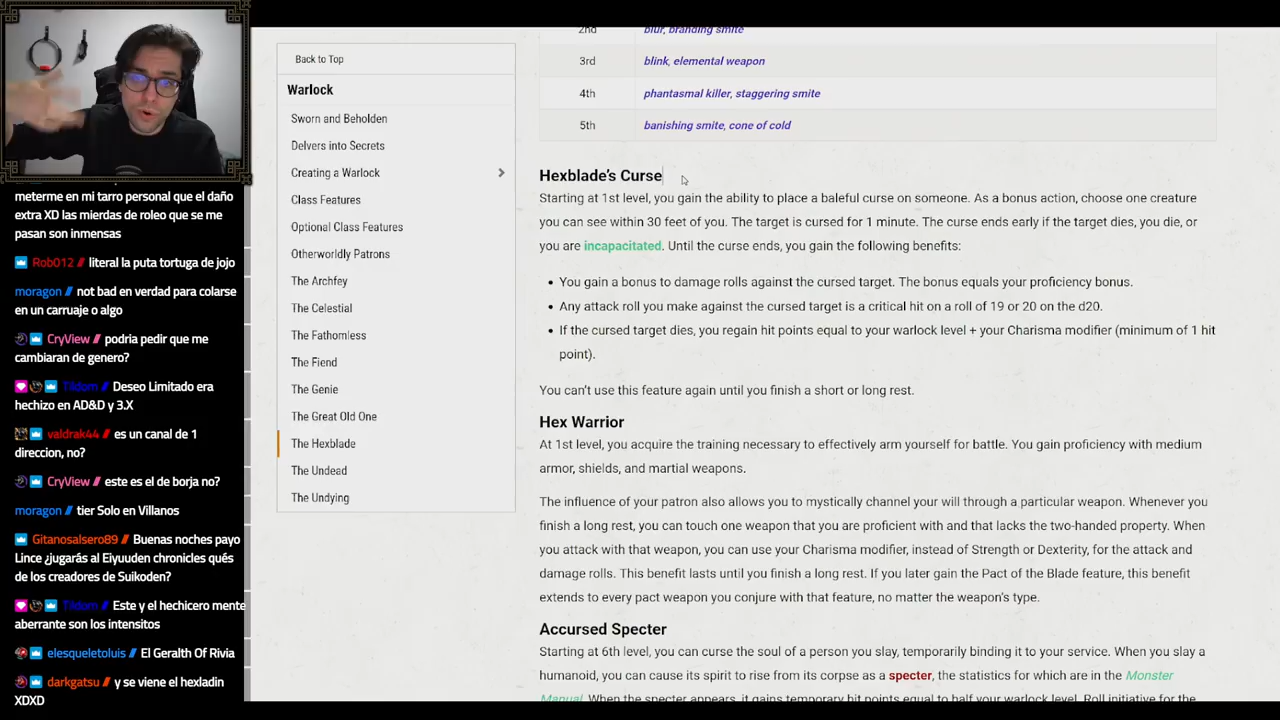 meterme en mi tarro personal que el daño
extra XD las mierdas de roleo que se me
pasan son inmensas
Rob012 // literal la puta tortuga de jojo
moragon // not bad en verdad para colarse
en un carruaje o algo
CryView // podria pedir que me
cambiaran de genero?
Tildom // Deseo Limitado era
hechizo en AD&D y 3.X
valdrak44 // es un canal de 1
direccion, no?
CryView // este es el de borja no?
moragon // tier Solo en Villanos
Gitanosalsero89 // Buenas noches payo
Lince ¿jugarás al Eiyuuden chronicles qués
de los creadores de Suikoden?
Tildom // Este y el hechicero mente
aberrante son los intensitos
elesqueletoluis // El Geralth Of Rivia
darkgatsu // y se viene el hexladin
XDXD
Back to Top
Warlock
Sworn and Beholden
Delvers into Secrets
Creating a Warlock
Class Features
Optional Class Features
Otherworldly Patrons
The Archfey
The Celestial
The Fathomless
The Fiend
The Genie
The Great Old One
The Hexblade
The Undead
The Undying
2nd blur, branding smite
3rd blink, elemental weapon
4th phantasmal killer, staggering smite
5th banishing smite, cone of cold
Hexblade's Curse
Starting at 1st level, you gain the ability to place a baleful curse on someone. As a bonus action, choose one creature
you can see within 30 feet of you. The target is cursed for 1 minute. The curse ends early if the target dies, you die, or
you are incapacitated. Until the curse ends, you gain the following benefits:
• You gain a bonus to damage rolls against the cursed target. The bonus equals your proficiency bonus.
• Any attack roll you make against the cursed target is a critical hit on a roll of 19 or 20 on the d20.
• If the cursed target dies, you regain hit points equal to your warlock level + your Charisma modifier (minimum of 1 hit
point).
You can't use this feature again until you finish a short or long rest.
Hex Warrior
At 1st level, you acquire the training necessary to effectively arm yourself for battle. You gain proficiency with medium
armor, shields, and martial weapons.
The influence of your patron also allows you to mystically channel your will through a particular weapon. Whenever you
finish a long rest, you can touch one weapon that you are proficient with and that lacks the two-handed property. When
you attack with that weapon, you can use your Charisma modifier, instead of Strength or Dexterity, for the attack and
damage rolls. This benefit lasts until you finish a long rest. If you later gain the Pact of the Blade feature, this benefit
extends to every pact weapon you conjure with that feature, no matter the weapon's type.
Accursed Specter
Starting at 6th level, you can curse the soul of a person you slay, temporarily binding it to your service. When you slay a
humanoid, you can cause its spirit to rise from its corpse as a specter, the statistics for which are in the Monster
Manual. When the specter appears, it gains temporary hit points equal to half your warlock level. Roll initiative for the